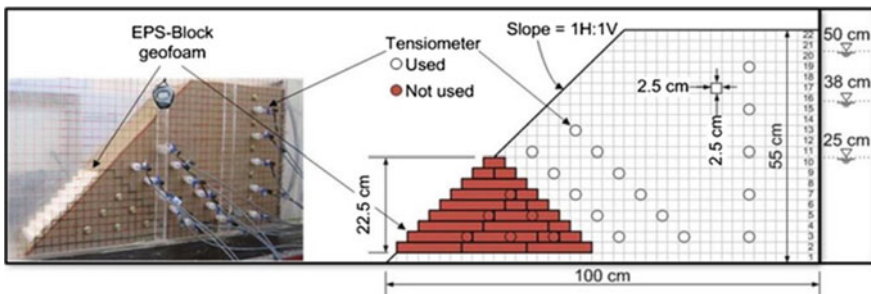 EPS-Block
geofoam
Tensiometer
Used
Not used
Slope = 1H:1V
2.5 cm
2.5 cm
22.5 cm
55 cm
100 cm
50 cm
38 cm
25 cm
22
21
20
19
18
17
16
15
14
13
12
11
10
9
8
7
6
5
4
3
2
1